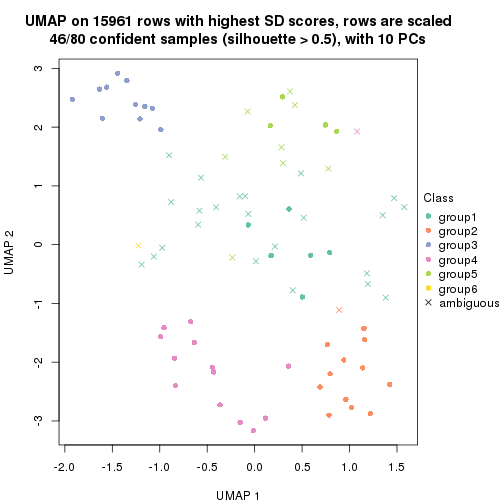 UMAP on 15961 rows with highest SD scores, rows are scaled
46/80 confident samples (silhouette > 0.5), with 10 PCs
3
2
1
0
-1
-2
-3
UMAP 2
-2.0
-1.5
-1.0
-0.5
0.0
0.5
1.0
1.5
UMAP 1
Class
group1
group2
group3
group4
group5
group6
ambiguous